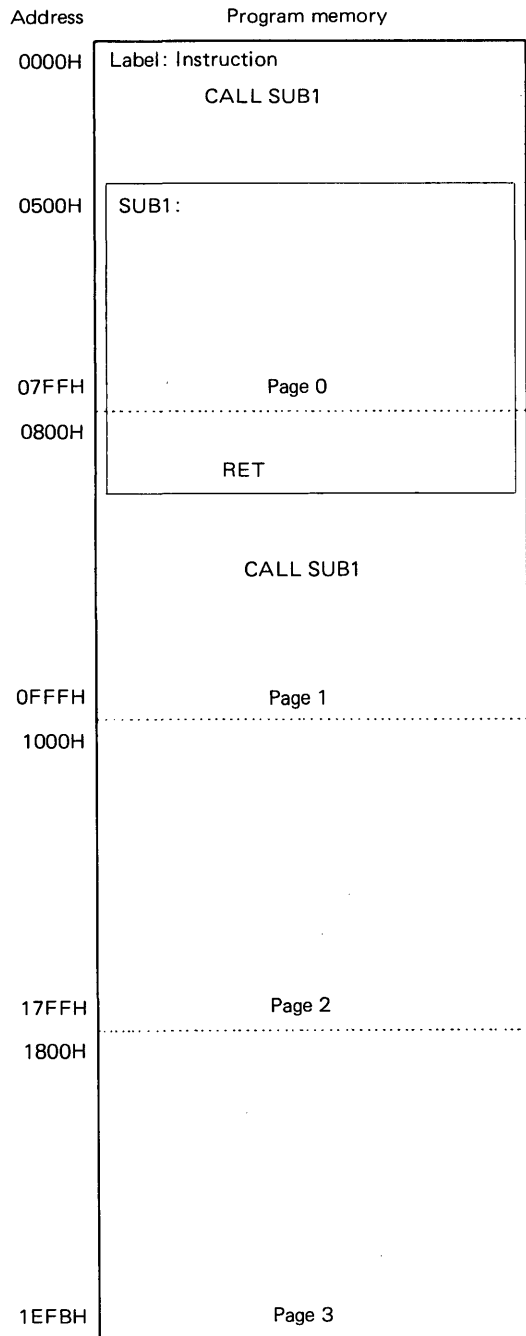 Address Program memory
0000H Label: Instruction
CALL SUB1
0500H SUB1:
07FFH Page 0
0800H
RET
CALL SUB1
0FFFH Page 1
1000H
17FFH Page 2
1800H
1EFBH Page 3